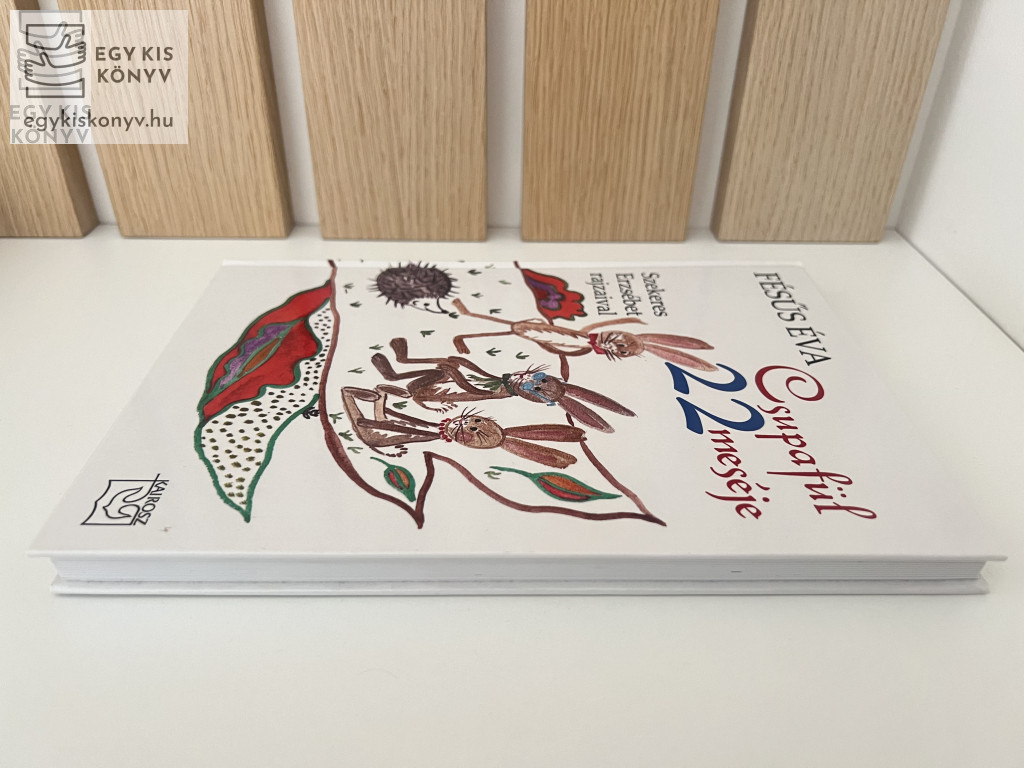 EGY KIS
KÖNYV
egykiskonyv.hu
EGY KIS
KÖNYV
FÉSŰS ÉVA
Csupafül
22 meséje
Szekeres
Erzsébet
rajzaival
KAIROSZ